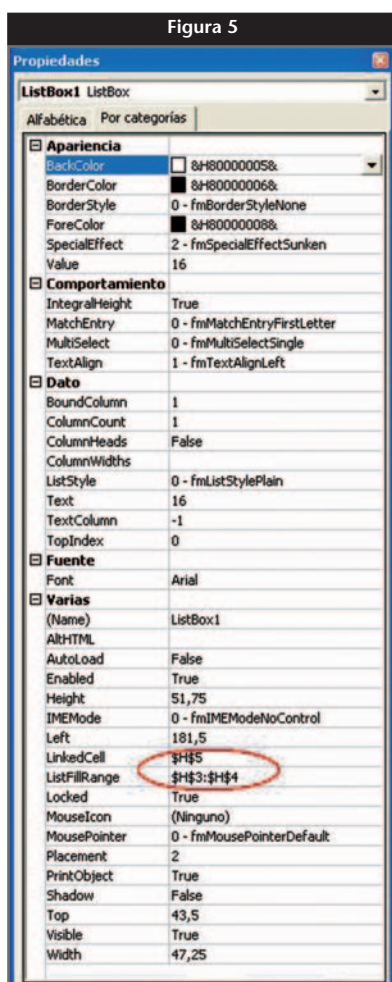 Figura 5
Propiedades
ListBox1 ListBox
Alfabética Por categorías
Apariencia
BackColor &H80000005&
BorderColor &H80000006&
BorderStyle 0 - fmBorderStyleNone
ForeColor &H80000008&
SpecialEffect 2 - fmSpecialEffectSunken
Value 16
Comportamiento
IntegralHeight True
MatchEntry 0 - fmMatchEntryFirstLetter
MultiSelect 0 - fmMultiSelectSingle
TextAlign 1 - fmTextAlignLeft
Dato
BoundColumn 1
ColumnCount 1
ColumnHeads False
ColumnWidths
ListStyle 0 - fmListStylePlain
Text 16
TextColumn -1
TopIndex 0
Fuente
Font Arial
Varias
(Name) ListBox1
AltHTML
AutoLoad False
Enabled True
Height 51,75
IMEMode 0 - fmIMEModeNoControl
Left 181,5
LinkedCell $H$5
ListFillRange $H$3:$H$4
Locked True
MouseIcon (Ninguno)
MousePointer 0 - fmMousePointerDefault
Placement 2
PrintObject True
Shadow False
Top 43,5
Visible True
Width 47,25